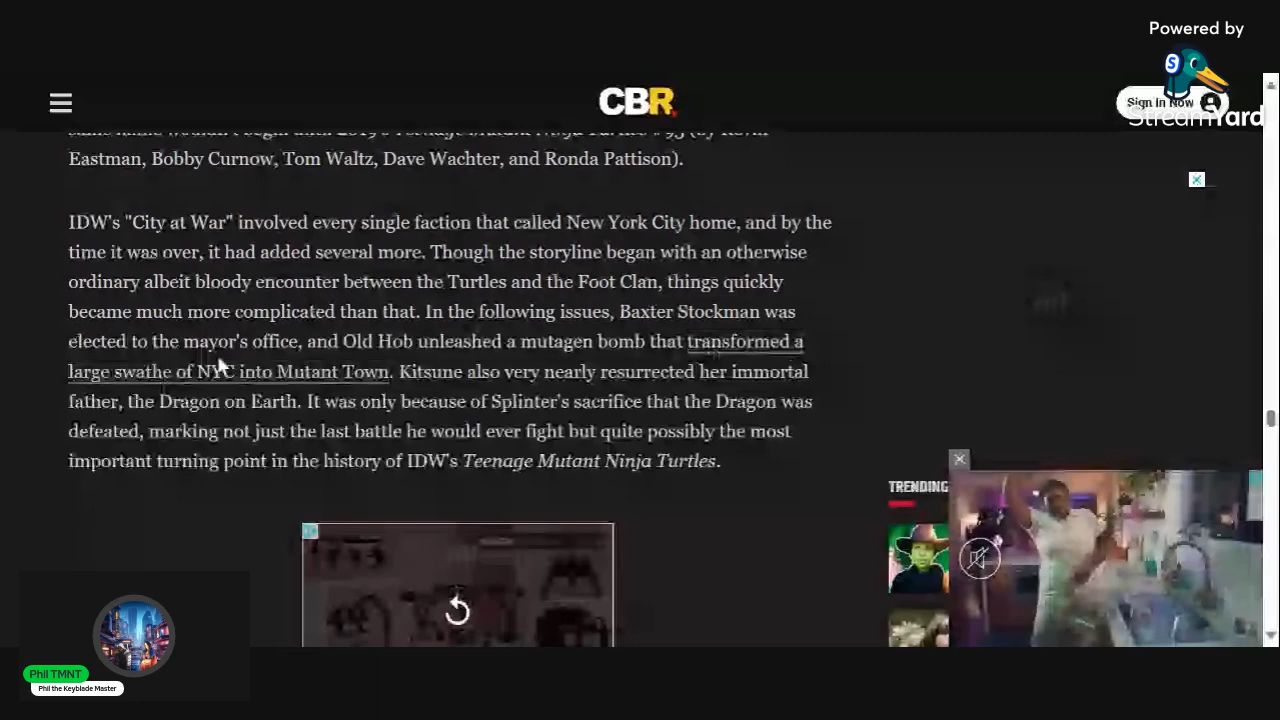 Powered by
StreamYard
CBR
Sign in Now
Eastman, Bobby Curnow, Tom Waltz, Dave Wachter, and Ronda Pattison).
IDW's "City at War" involved every single faction that called New York City home, and by the
time it was over, it had added several more. Though the storyline began with an otherwise
ordinary albeit bloody encounter between the Turtles and the Foot Clan, things quickly
became much more complicated than that. In the following issues, Baxter Stockman was
elected to the mayor's office, and Old Hob unleashed a mutagen bomb that transformed a
large swathe of NYC into Mutant Town. Kitsune also very nearly resurrected her immortal
father, the Dragon on Earth. It was only because of Splinter's sacrifice that the Dragon was
defeated, marking not just the last battle he would ever fight but quite possibly the most
important turning point in the history of IDW's Teenage Mutant Ninja Turtles.
TRENDING
Phil TMNT
Phil the Keyblade Master